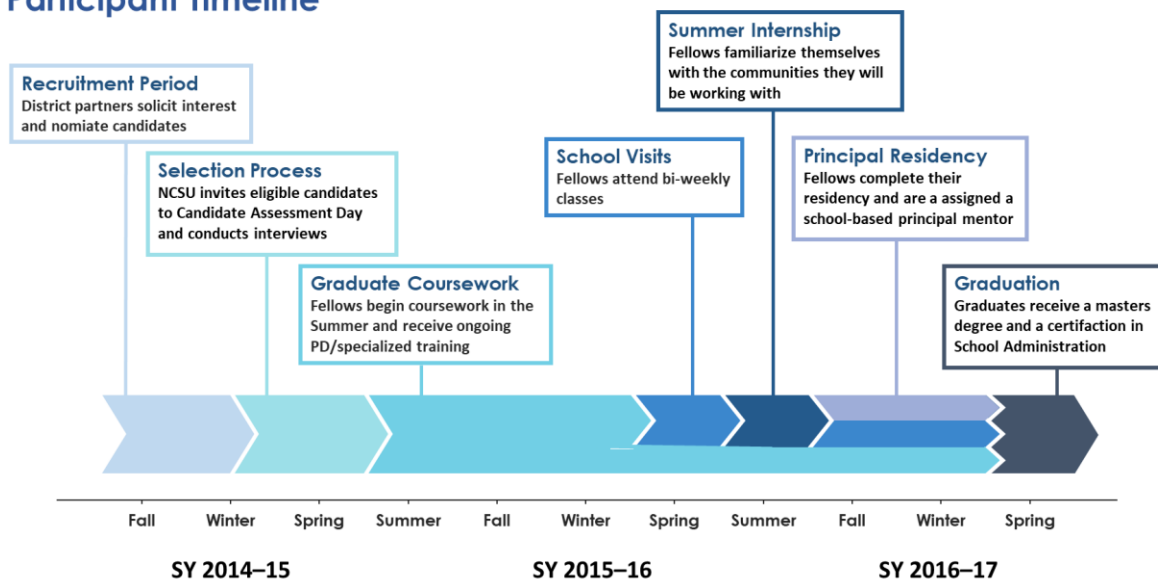 Participant Timeline
Recruitment Period
District partners solicit interest
and nomiate candidates
Selection Process
NCSU invites eligible candidates
to Candidate Assessment Day
and conducts interviews
Graduate Coursework
Fellows begin coursework in the
Summer and receive ongoing
PD/specialized training
School Visits
Fellows attend bi-weekly
classes
Summer Internship
Fellows familiarize themselves
with the communities they will
be working with
Principal Residency
Fellows complete their
residency and are a assigned a
school-based principal mentor
Graduation
Graduates receive a masters
degree and a certifaction in
School Administration
Fall Winter Spring Summer Fall Winter Spring Summer Fall Winter Spring
SY 2014–15 SY 2015–16 SY 2016–17